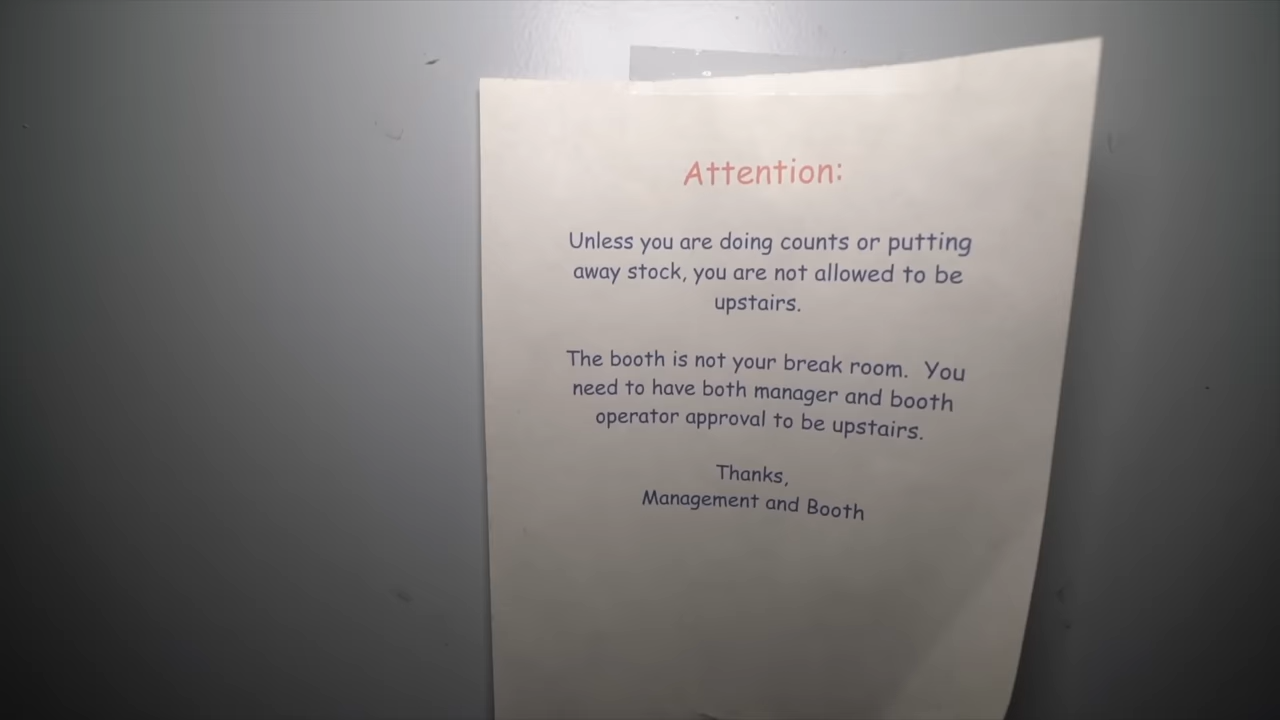 Attention:
Unless you are doing counts or putting
away stock, you are not allowed to be
upstairs.
The booth is not your break room.  You
need to have both manager and booth
operator approval to be upstairs.
Thanks,
Management and Booth